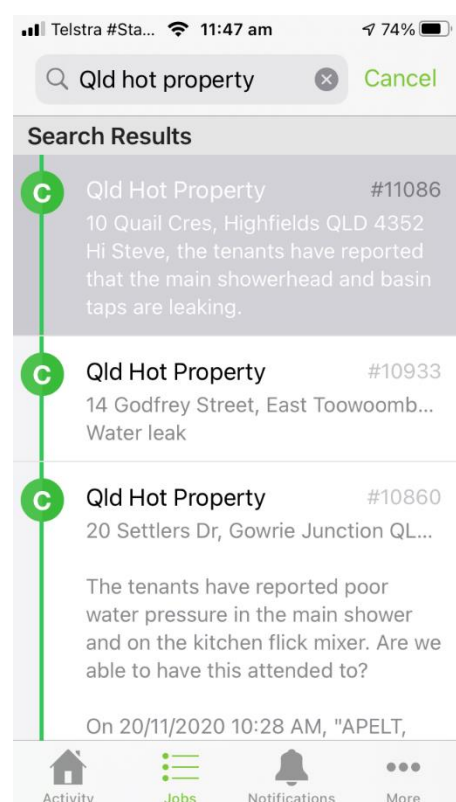 Telstra #Sta... 11:47 am 74%
Qld hot property Cancel
Search Results
C Qld Hot Property #11086
10 Quail Cres, Highfields QLD 4352
Hi Steve, the tenants have reported
that the main showerhead and basin
taps are leaking.
C Qld Hot Property #10933
14 Godfrey Street, East Toowoomb...
Water leak
C Qld Hot Property #10860
20 Settlers Dr, Gowrie Junction QL...
The tenants have reported poor
water pressure in the main shower
and on the kitchen flick mixer. Are we
able to have this attended to?
On 20/11/2020 10:28 AM, "APELT,
Activity Jobs Notifications More